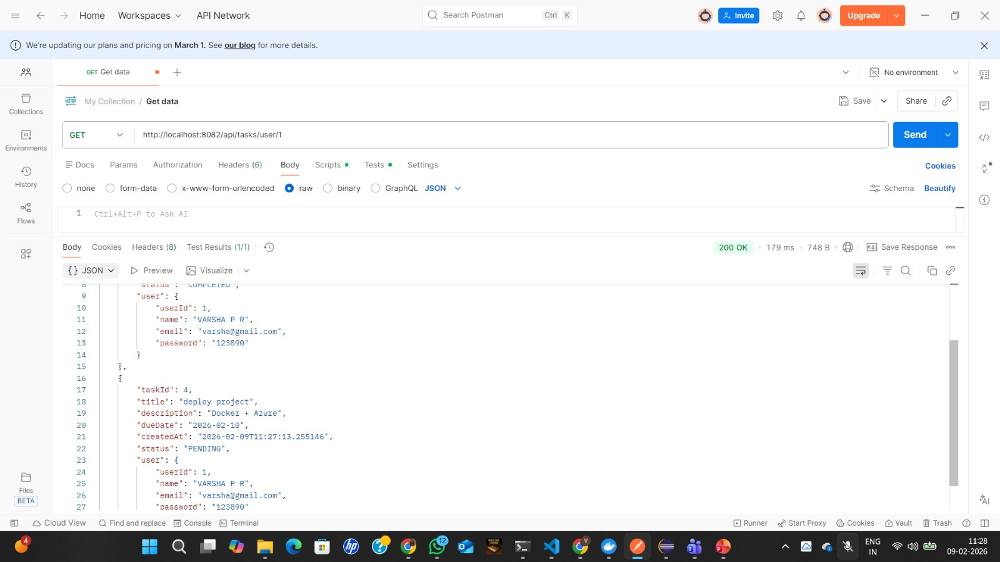 Home Workspaces API Network Search Postman Ctrl K Invite Upgrade
We're updating our plans and pricing on March 1. See our blog for more details.
GET Get data No environment
HTTP My Collection / Get data Save Share
Collections
GET http://localhost:8082/api/tasks/user/1 Send
Environments
Docs Params Authorization Headers (6) Body Scripts Tests Settings Cookies
History
none form-data x-www-form-urlencoded raw binary GraphQL JSON Schema Beautify
Flows
1 Ctrl+Alt+P to Ask AI
Body Cookies Headers (8) Test Results (1/1) 200 OK 179 ms 748 B e.g. Save Response
{} JSON Preview Visualize
8 "status": "COMPLETED",
9 "user": {
10 "userId": 1,
11 "name": "VARSHA P R",
12 "email": "varsha@gmail.com",
13 "password": "123890"
14 }
15 },
16 {
17 "taskId": 4,
18 "title": "deploy project",
19 "description": "Docker + Azure",
20 "dueDate": "2026-02-10",
21 "createdAt": "2026-02-09T11:27:13.255146",
22 "status": "PENDING",
23 "user": {
24 "userId": 1,
25 "name": "VARSHA P R",
26 "email": "varsha@gmail.com",
27 "password": "123890"
Files
BETA
AI
Cloud View Find and replace Console Terminal Runner Start Proxy Cookies Vault Trash
4 hp 12 V ENG 11:28
IN 09-02-2026